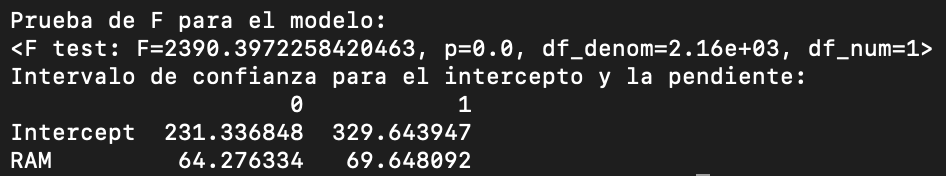 Prueba de F para el modelo:
<F test: F=2390.3972258420463, p=0.0, df_denom=2.16e+03, df_num=1>
Intervalo de confianza para el intercepto y la pendiente:
                    0           1
Intercept  231.336848  329.643947
RAM         64.276334   69.648092